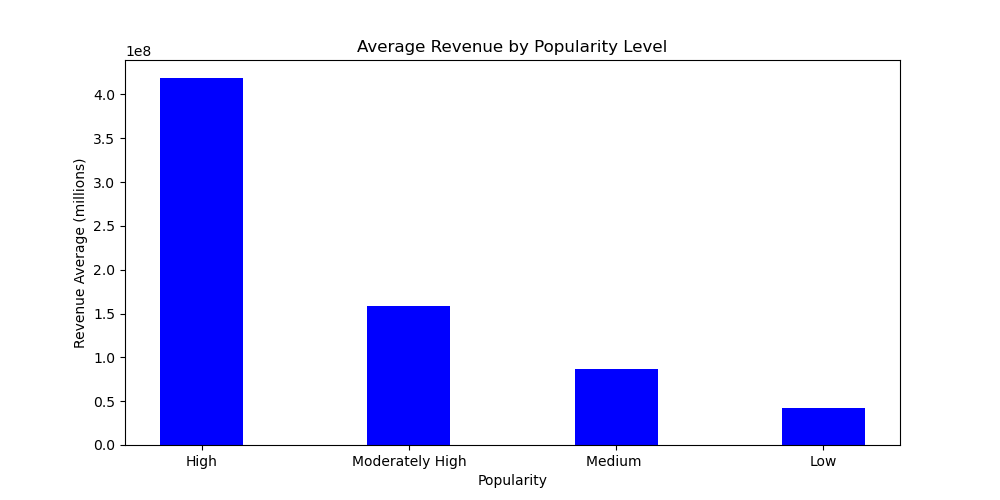 Average Revenue by Popularity Level
1e8
4.0
3.5
3.0
2.5
2.0
1.5
1.0
0.5
0.0
Revenue Average (millions)
High
Moderately High
Medium
Low
Popularity